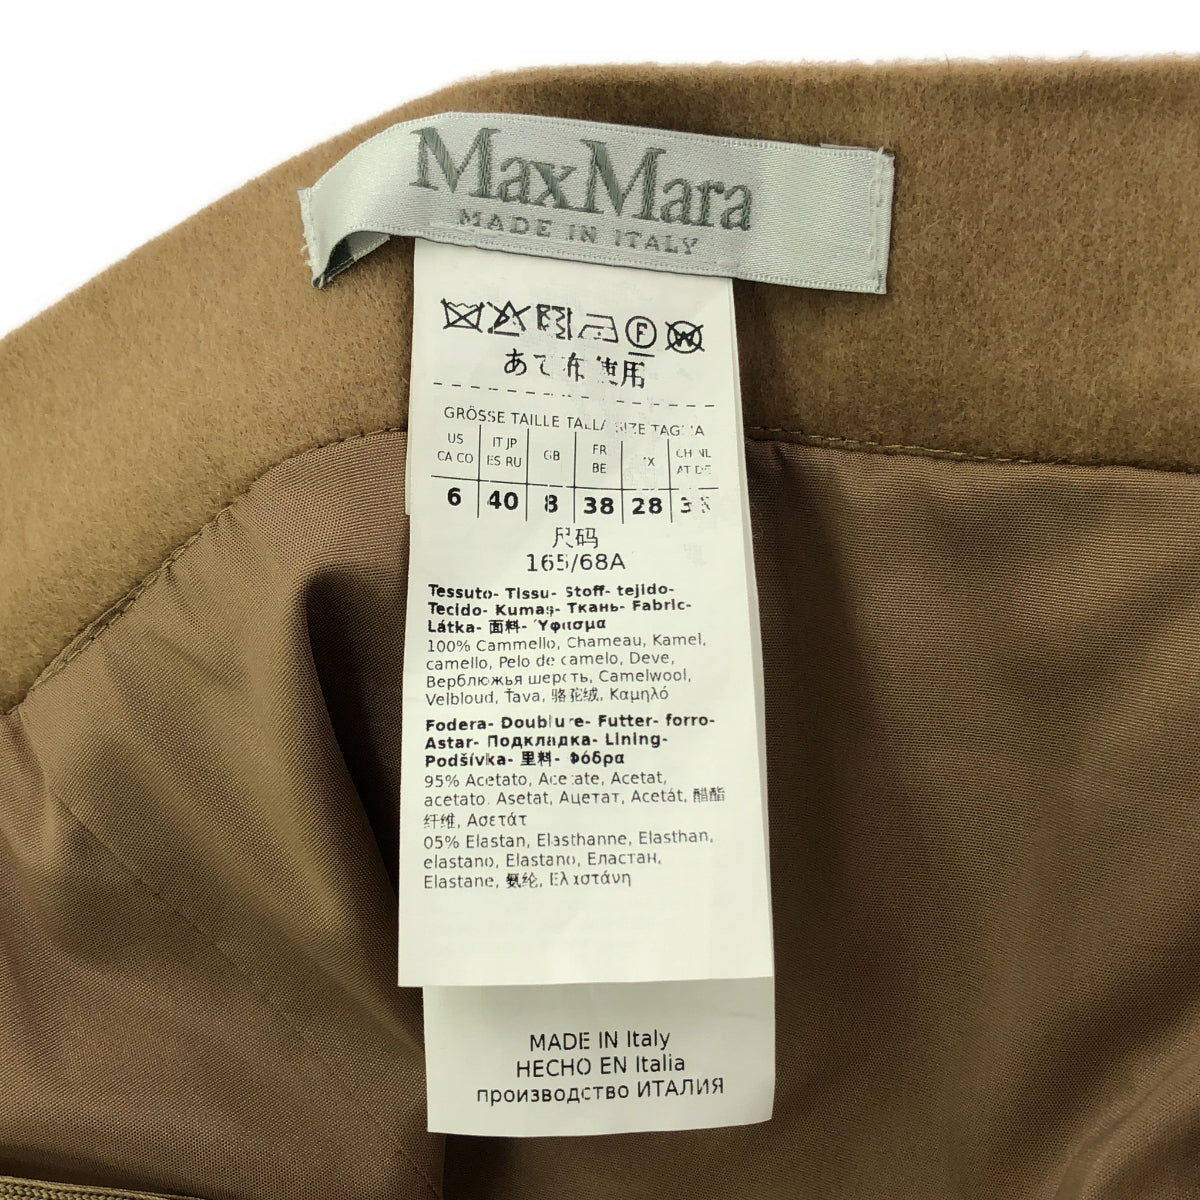 MaxMara
MADE IN ITALY
あて布使用
GRÖSSE TAILLE TALLA SIZE TAGLIA
US IT JP GB FR CH NL
CA CO ES RU BE AT DE
6 40 8 38 28
尺码
165/68A
Tessuto- Tissu- Stoff- tejido-
Tecido- Kumaş- Ткань- Fabric-
Látka- 面料- Ύφασμα
100% Cammello, Chameau, Kamel,
camello, Pelo de camelo, Deve,
Верблюжья шерсть, Camelwool,
Velbloud, Ťava, 骆驼绒, Καμηλό
Fodera- Doublure- Futter- forro-
Astar- Подкладка- Lining-
Podšívka- 里料- Φόδρα
95% Acetato, Acetate, Acetat,
acetato, Asetat, Ацетат, Acetát, 醋酯
纤维, Ασετάτ
05% Elastan, Elasthanne, Elasthan,
elastano, Elastano, Еластан,
Elastane, 氨纶, Ελαστάνη
MADE IN Italy
HECHO EN Italia
производство ИТАЛИЯ